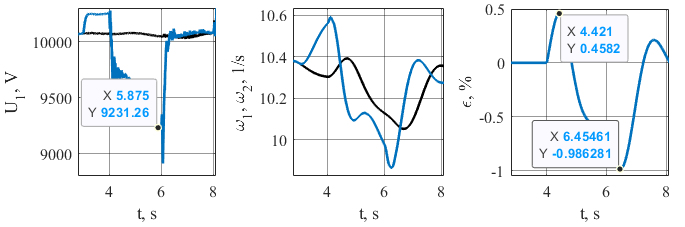 U1, V
10000
9500
9000
X 5.875
Y 9231.26
4
6
8
t, s
ω1, ω2, 1/s
10.6
10.4
10.2
10
4
6
8
t, s
ϵ, %
0.5
0
-0.5
-1
X 4.421
Y 0.4582
X 6.45461
Y -0.986281
4
6
8
t, s